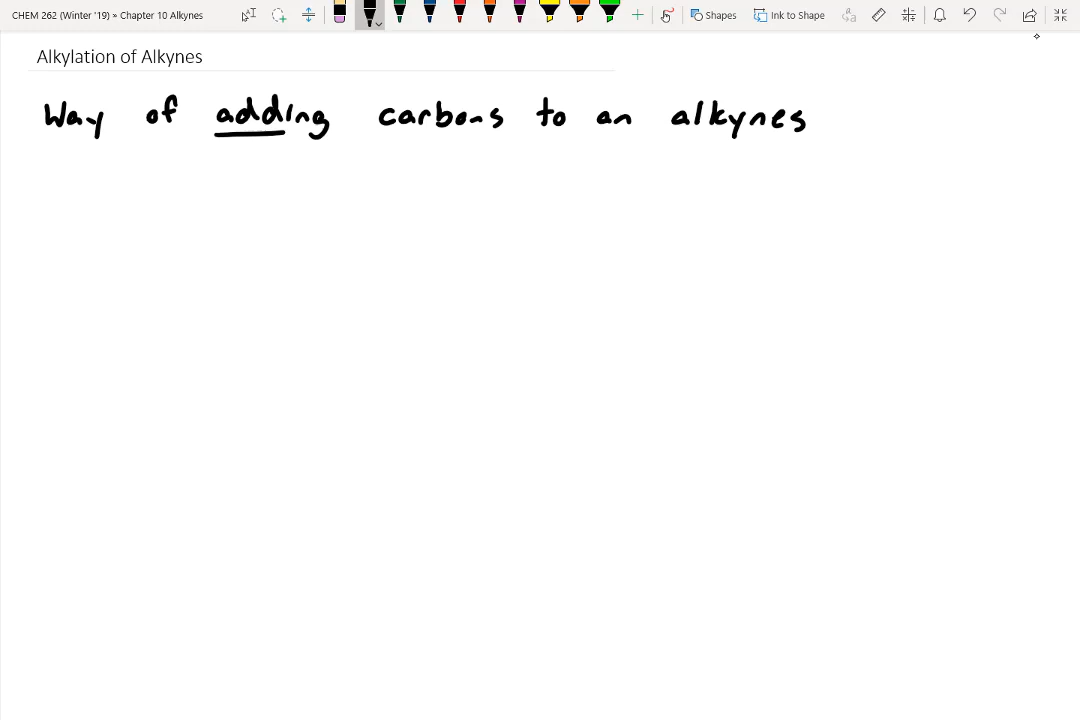 CHEM 262 (Winter '19) » Chapter 10 Alkynes
Shapes
Ink to Shape
Alkylation of Alkynes
Way of adding carbons to an alkynes